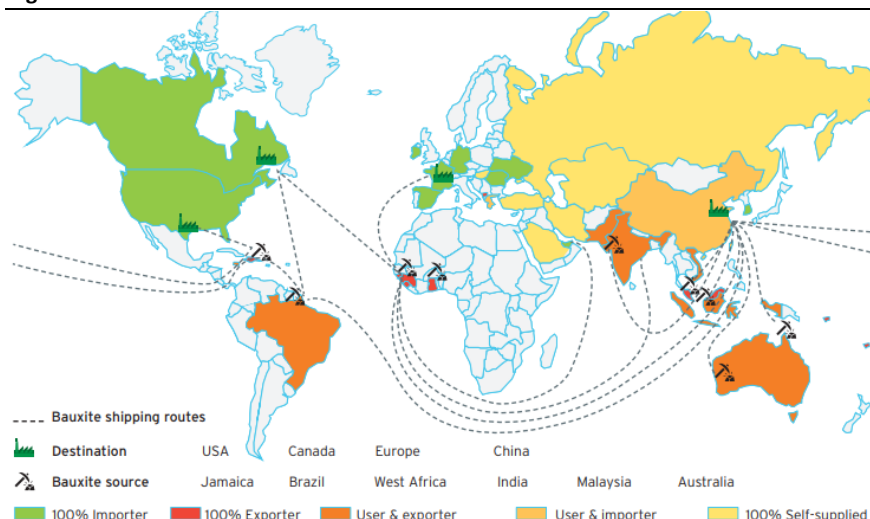 Bauxite shipping routes
Destination USA Canada Europe China
Bauxite source Jamaica Brazil West Africa India Malaysia Australia
100% Importer 100% Exporter User & exporter User & importer 100% Self-supplied